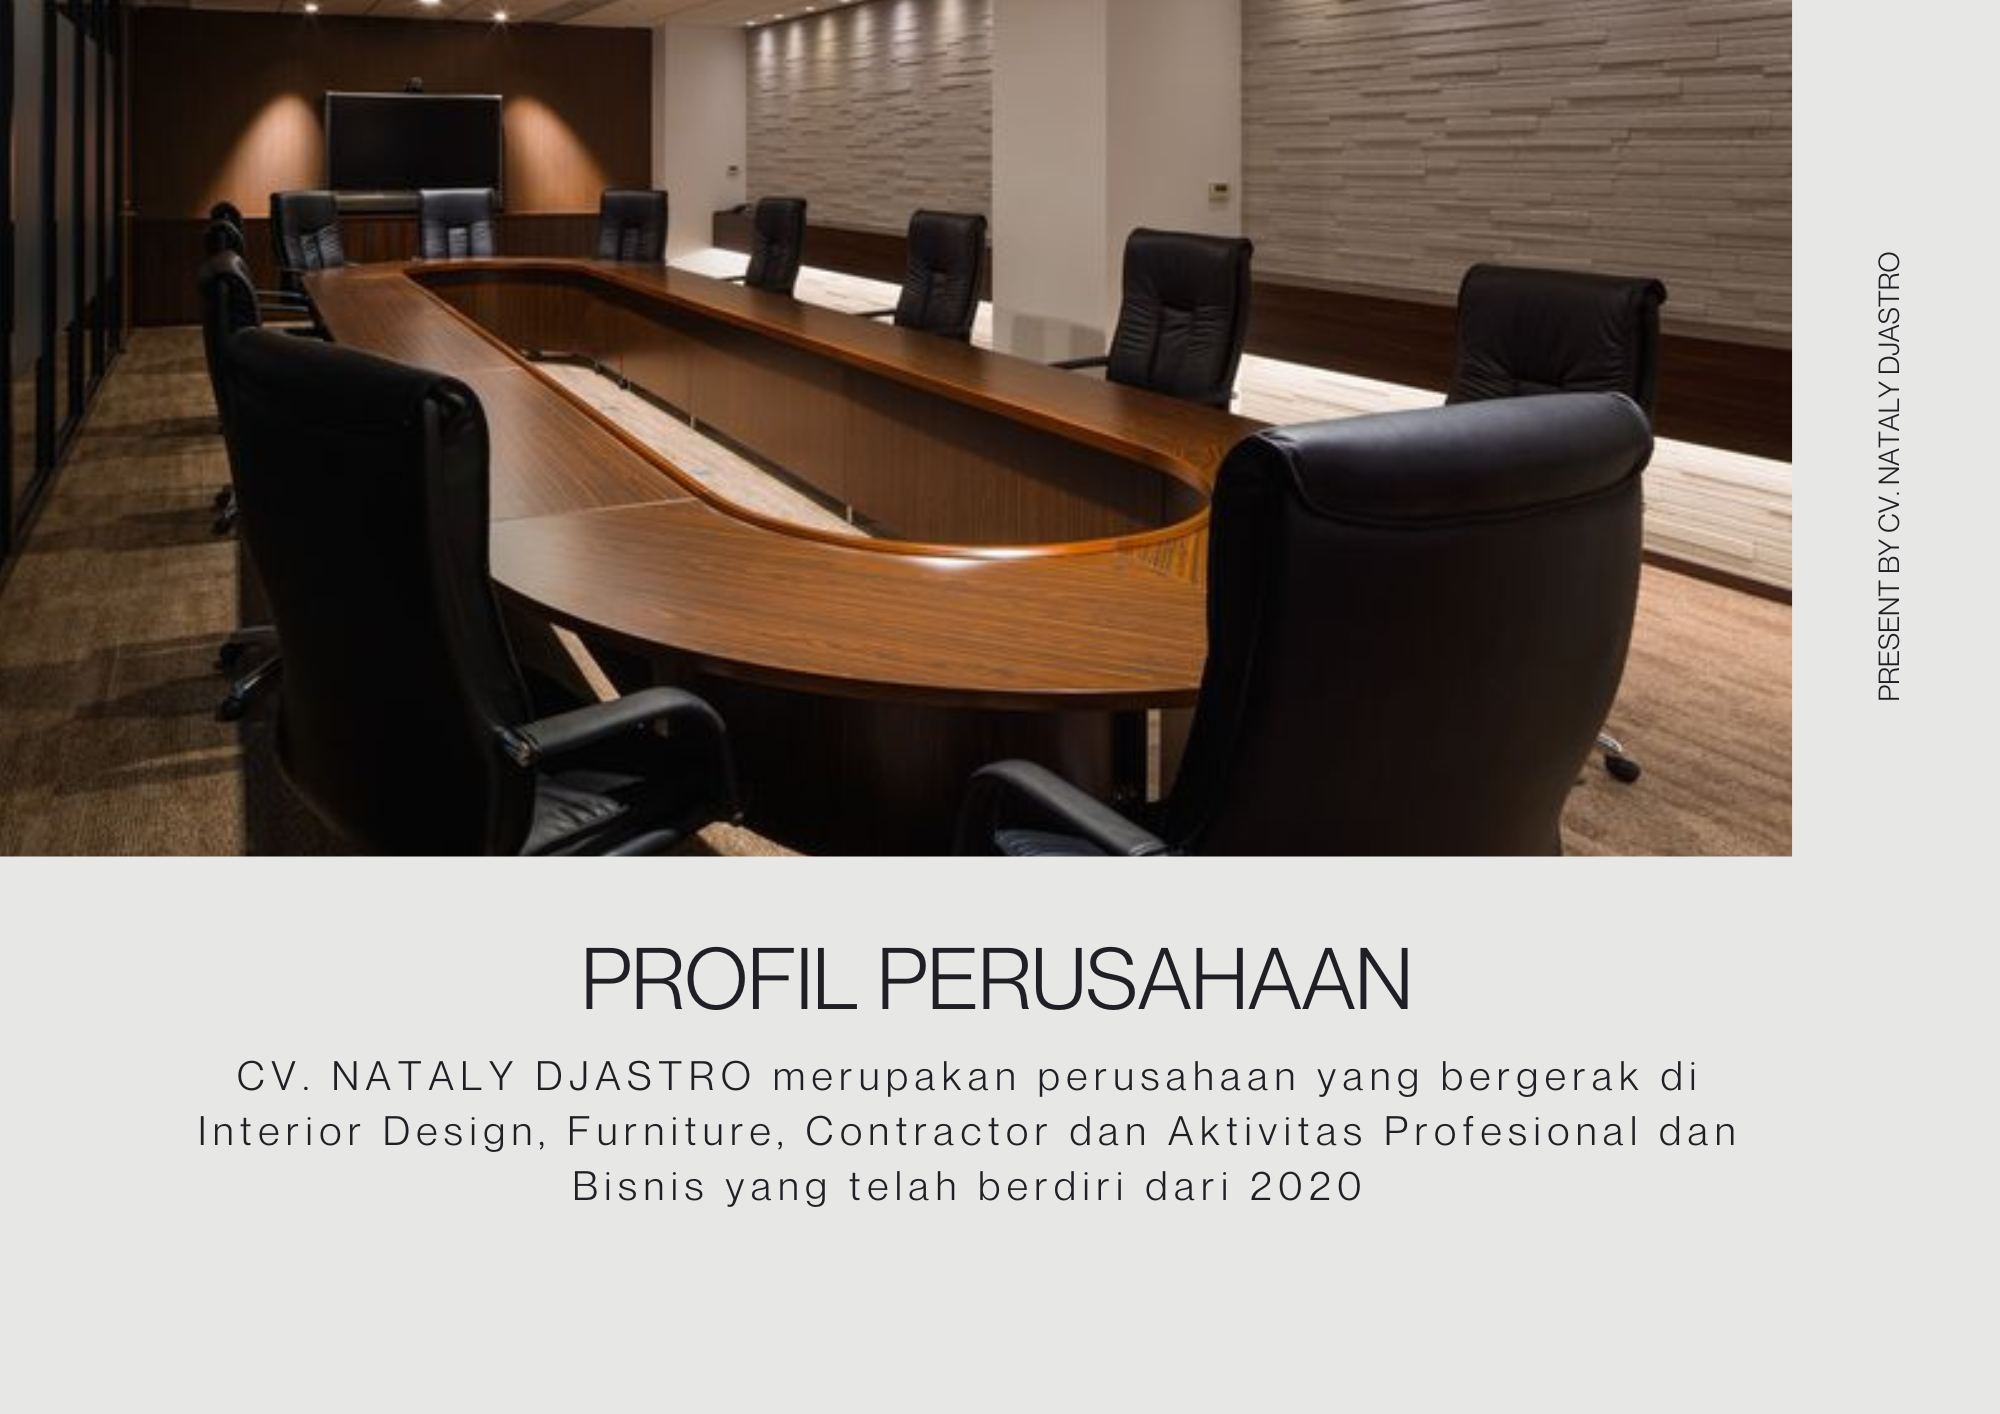 PRESENT BY CV. NATALY DJASTRO
PROFIL PERUSAHAAN
CV. NATALY DJASTRO merupakan perusahaan yang bergerak di
Interior Design, Furniture, Contractor dan Aktivitas Profesional dan
Bisnis yang telah berdiri dari 2020